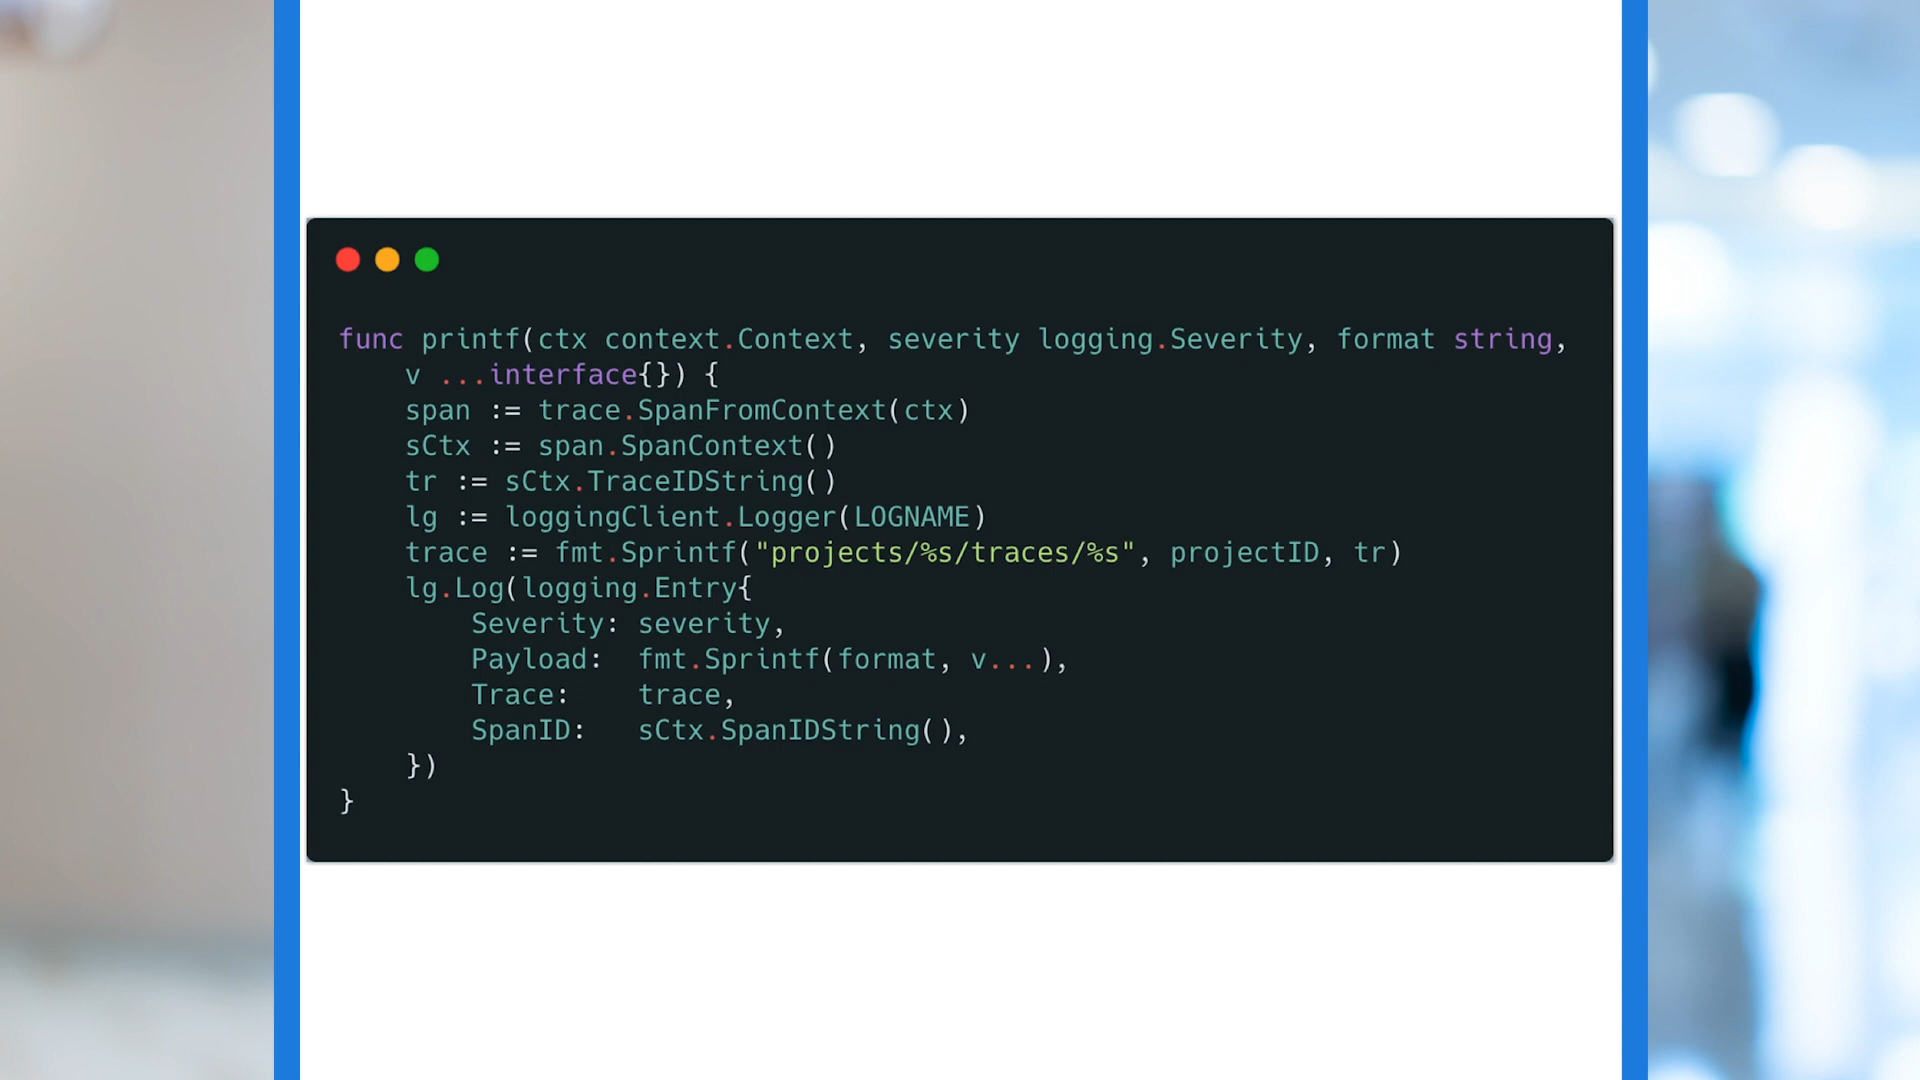 func printf(ctx context.Context, severity logging.Severity, format string,
    v ...interface{}) {
    span := trace.SpanFromContext(ctx)
    sCtx := span.SpanContext()
    tr := sCtx.TraceIDString()
    lg := loggingClient.Logger(LOGNAME)
    trace := fmt.Sprintf("projects/%s/traces/%s", projectID, tr)
    lg.Log(logging.Entry{
        Severity: severity,
        Payload:  fmt.Sprintf(format, v...),
        Trace:    trace,
        SpanID:   sCtx.SpanIDString(),
    })
}